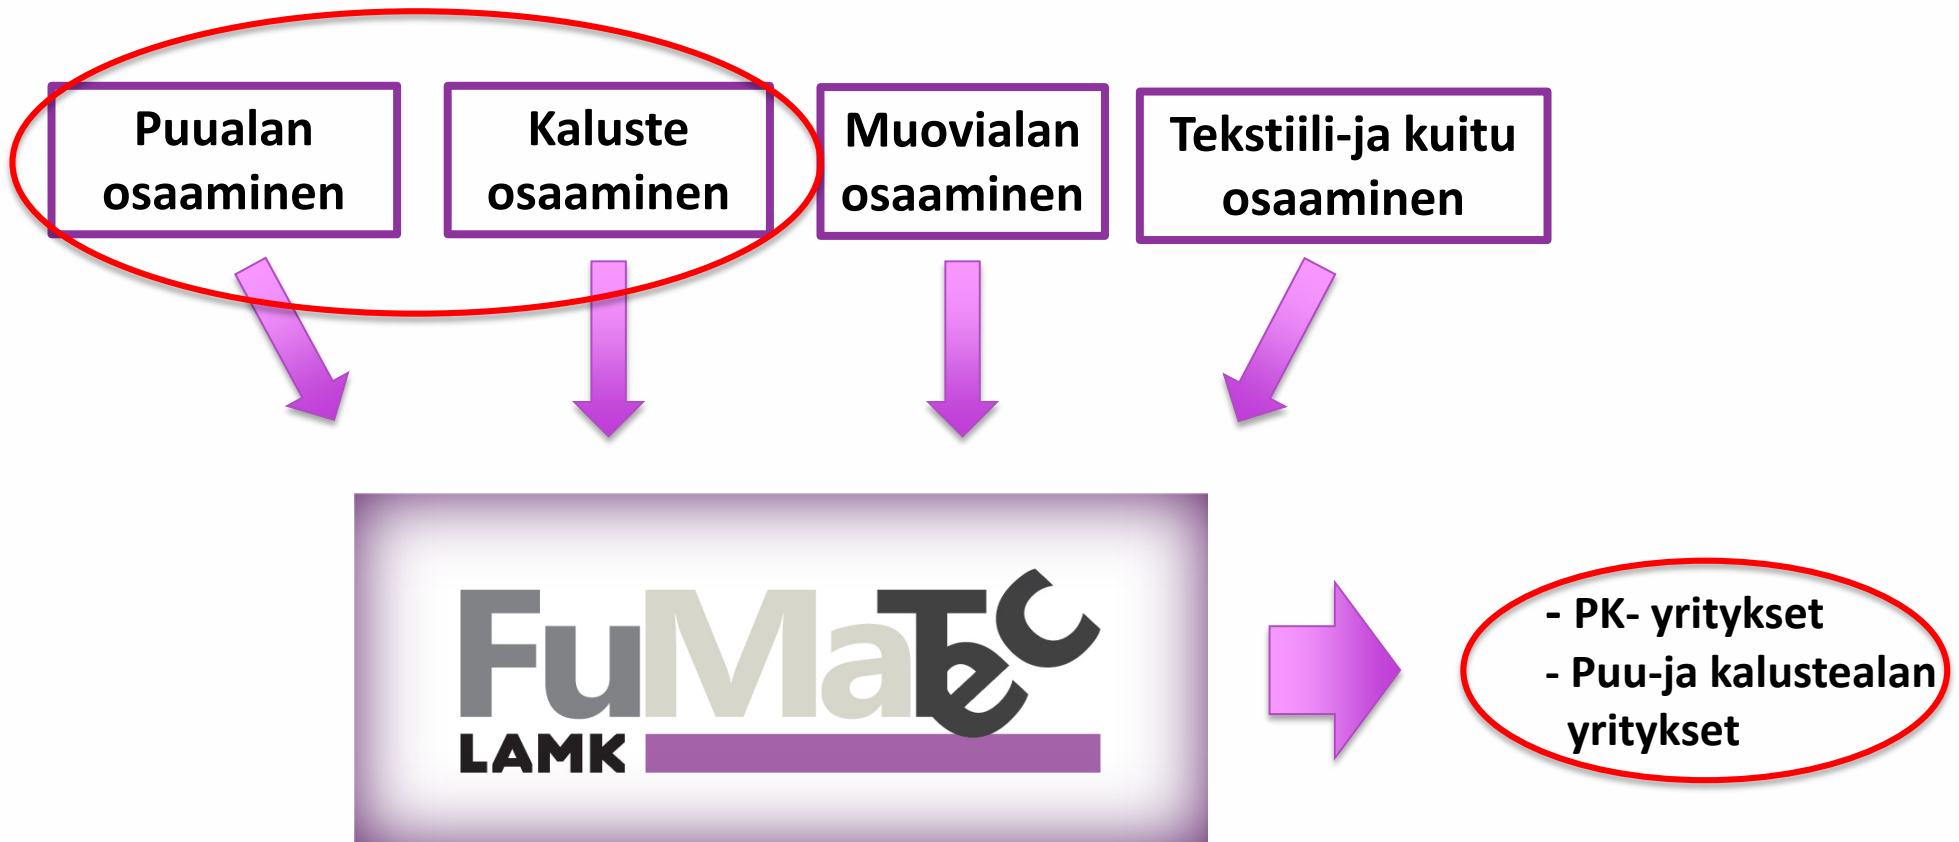 Puualan
osaaminen
Kaluste
osaaminen
Muovialan
osaaminen
Tekstiili-ja kuitu
osaaminen
FuMaTec
LAMK
- PK- yritykset
- Puu-ja kalustealan
yritykset